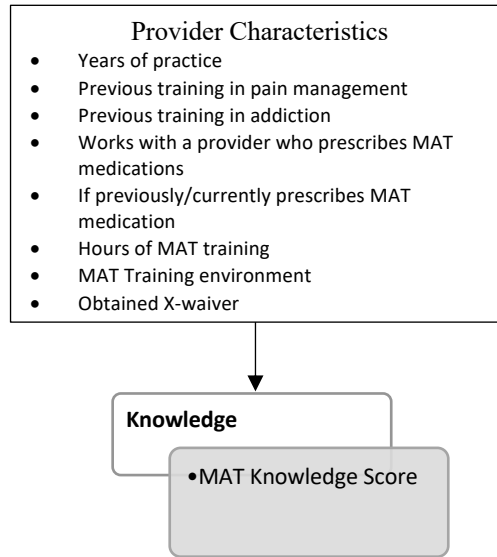 Provider Characteristics
• Years of practice
• Previous training in pain management
• Previous training in addiction
• Works with a provider who prescribes MAT
medications
• If previously/currently prescribes MAT
medication
• Hours of MAT training
• MAT Training environment
• Obtained X-waiver
Knowledge
•MAT Knowledge Score